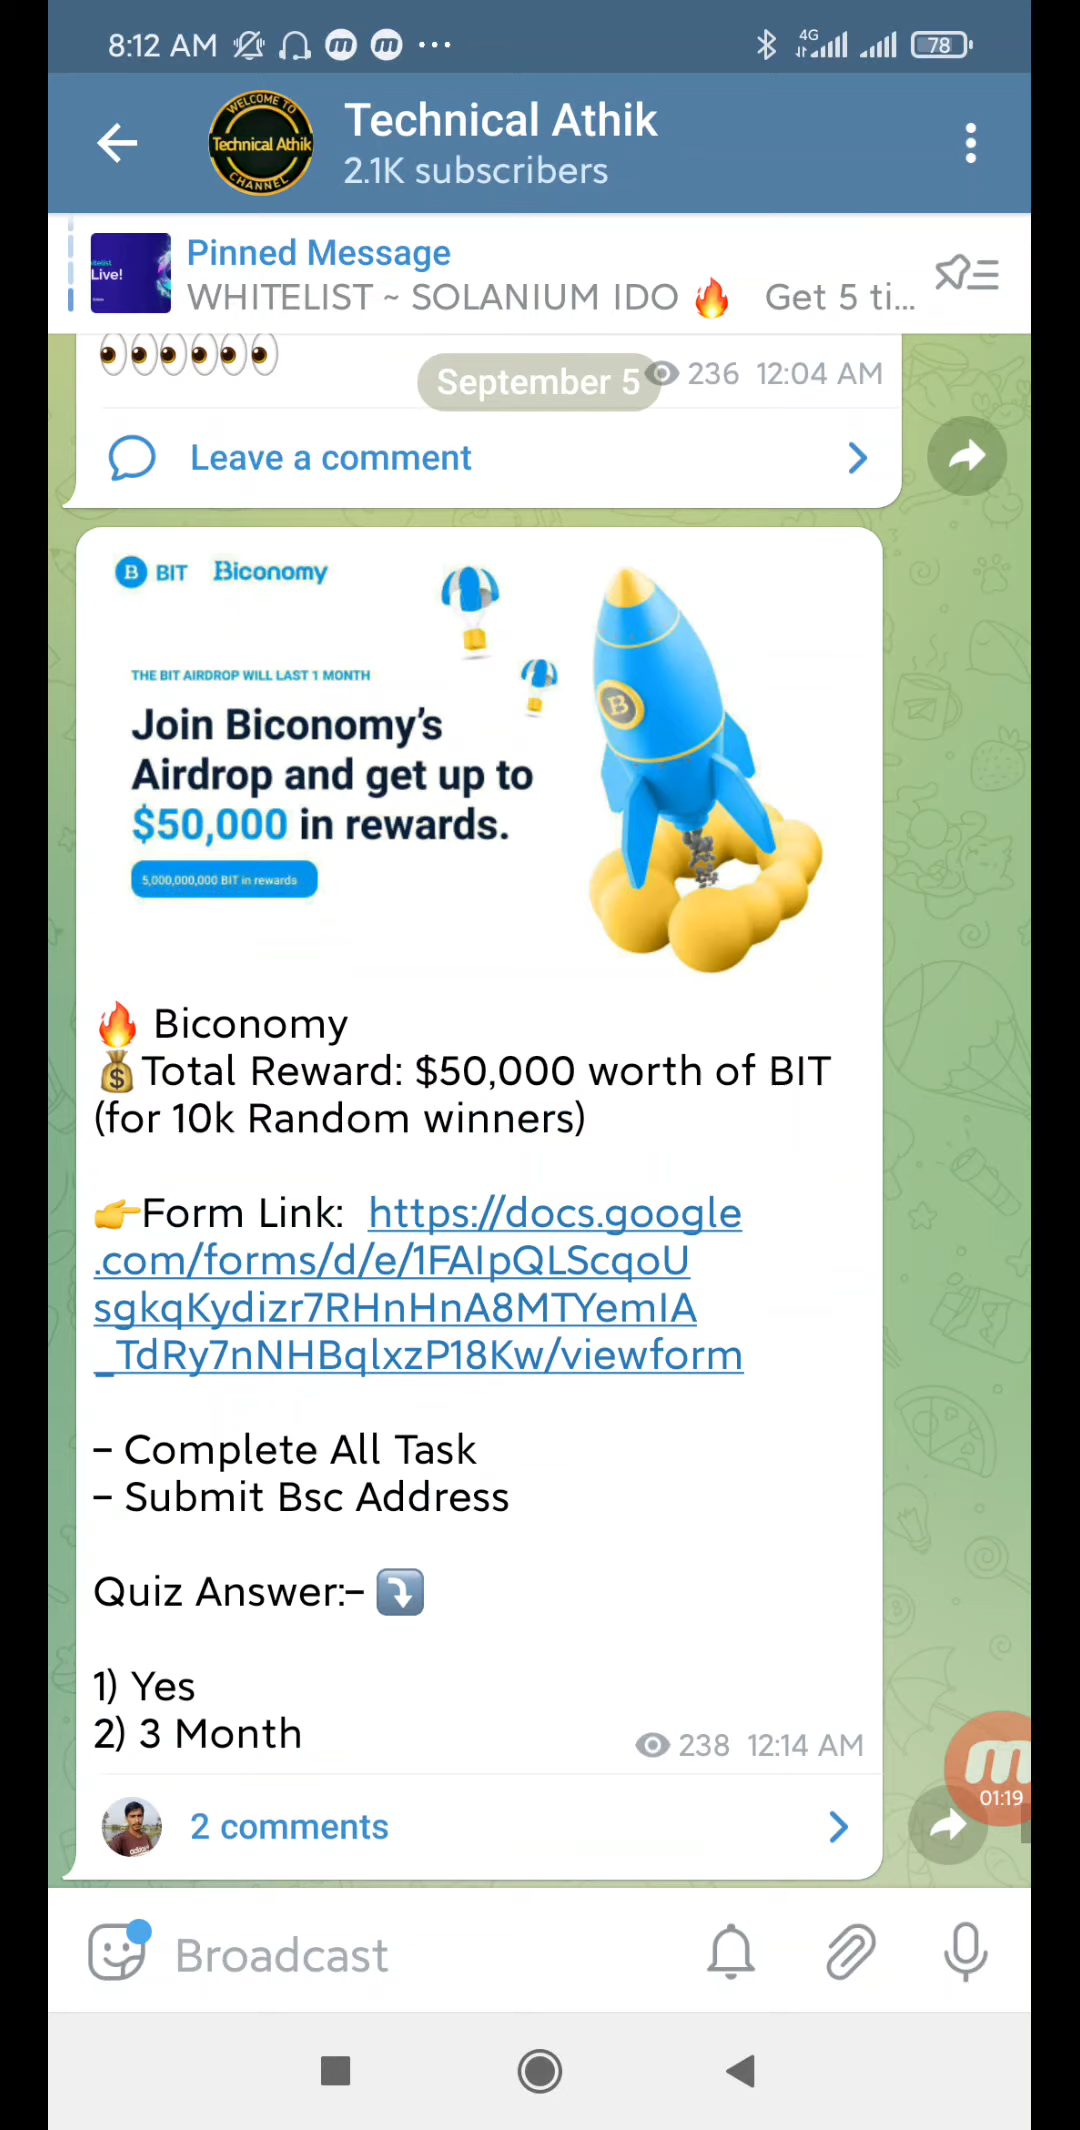 8:12 AM
4G
78
WELCOME TO
Technical Athik
CHANNEL
Technical Athik
2.1K subscribers
Live!
Pinned Message
WHITELIST ~ SOLANIUM IDO 🔥 Get 5 ti...
👀👀👀
September 5
236 12:04 AM
Leave a comment
B BIT Biconomy
THE BIT AIRDROP WILL LAST 1 MONTH
Join Biconomy's
Airdrop and get up to
$50,000 in rewards.
5,000,000,000 BIT in rewards
B
🔥 Biconomy
💰Total Reward: $50,000 worth of BIT
(for 10k Random winners)
👉Form Link: https://docs.google
.com/forms/d/e/1FAIpQLScqoU
sgkqKydizr7RHnHnA8MTYemIA
_TdRy7nNHBqlxzP18Kw/viewform
- Complete All Task
- Submit Bsc Address
Quiz Answer:- ⤵️
1) Yes
2) 3 Month
238 12:14 AM
01:19
2 comments
Broadcast